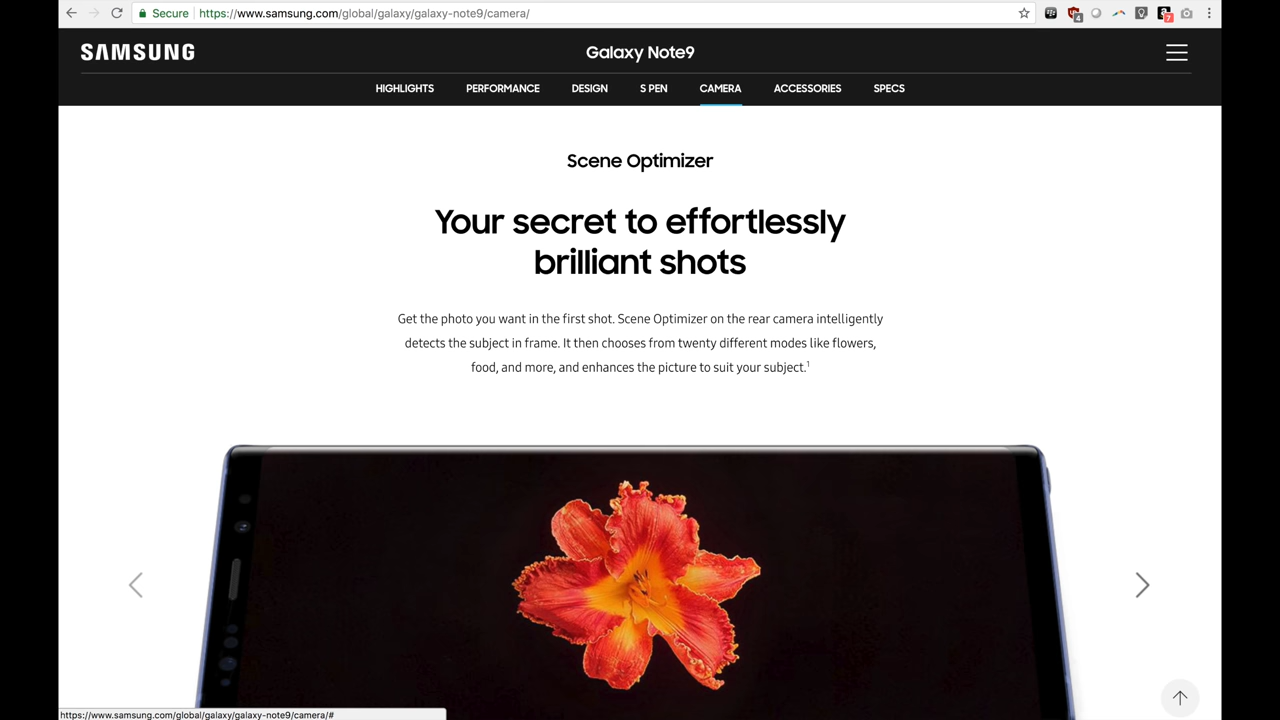 Secure https://www.samsung.com/global/galaxy/galaxy-note9/camera/
4
7
SAMSUNG
Galaxy Note9
HIGHLIGHTS PERFORMANCE DESIGN S PEN CAMERA ACCESSORIES SPECS
Scene Optimizer
Your secret to effortlessly
brilliant shots
Get the photo you want in the first shot. Scene Optimizer on the rear camera intelligently
detects the subject in frame. It then chooses from twenty different modes like flowers,
food, and more, and enhances the picture to suit your subject.¹
https://www.samsung.com/global/galaxy/galaxy-note9/camera/#